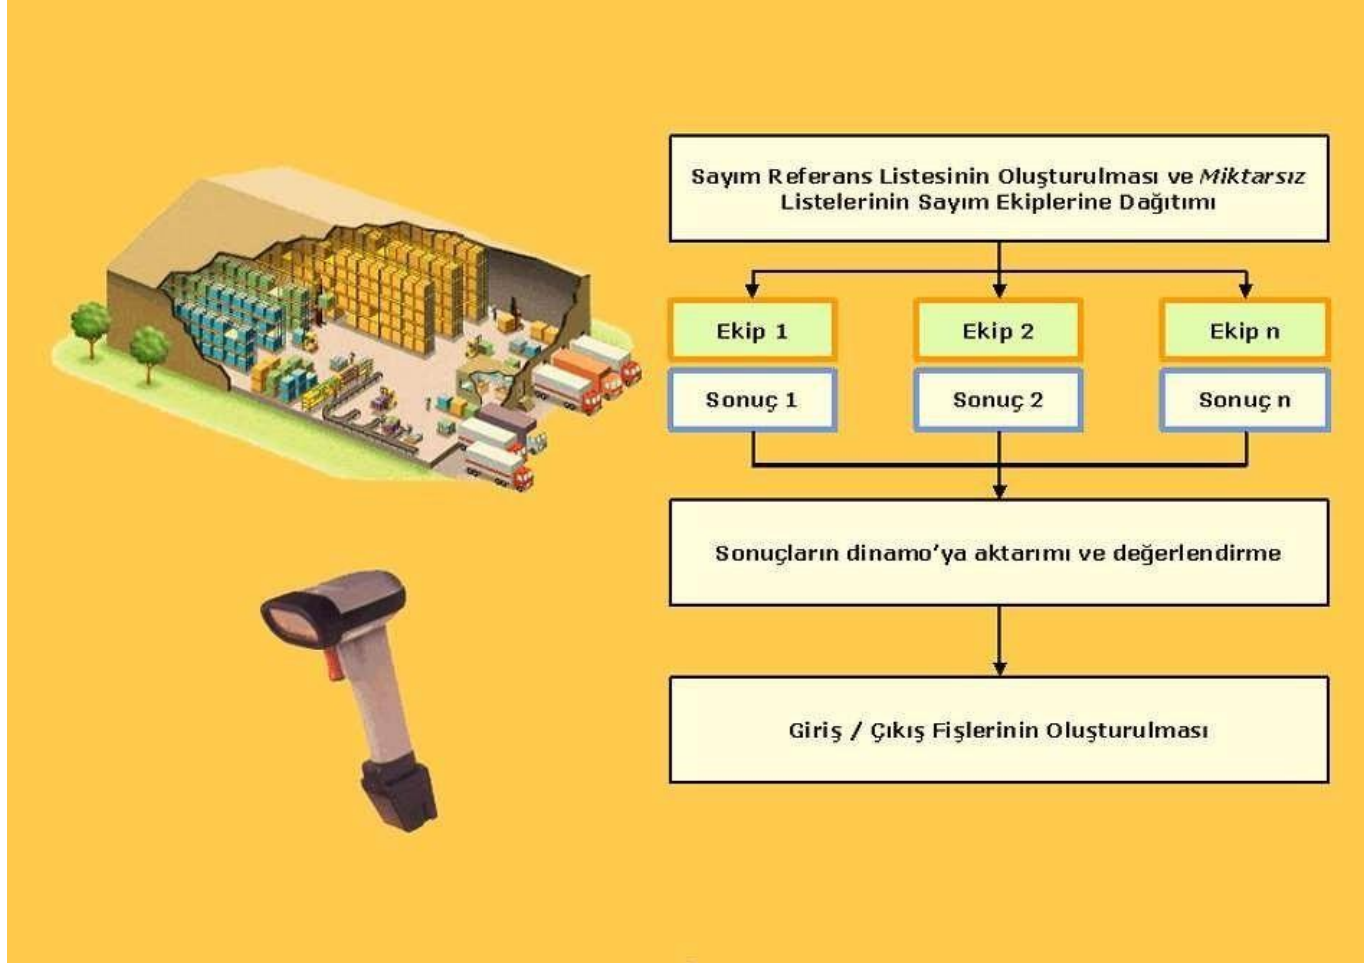 Sayım Referans Listesinin Oluşturulması ve Miktarsız
Listelerinin Sayım Ekiplerine Dağıtımı
Ekip 1
Ekip 2
Ekip n
Sonuç 1
Sonuç 2
Sonuç n
Sonuçların dinamo’ya aktarımı ve değerlendirme
Giriş / Çıkış Fişlerinin Oluşturulması